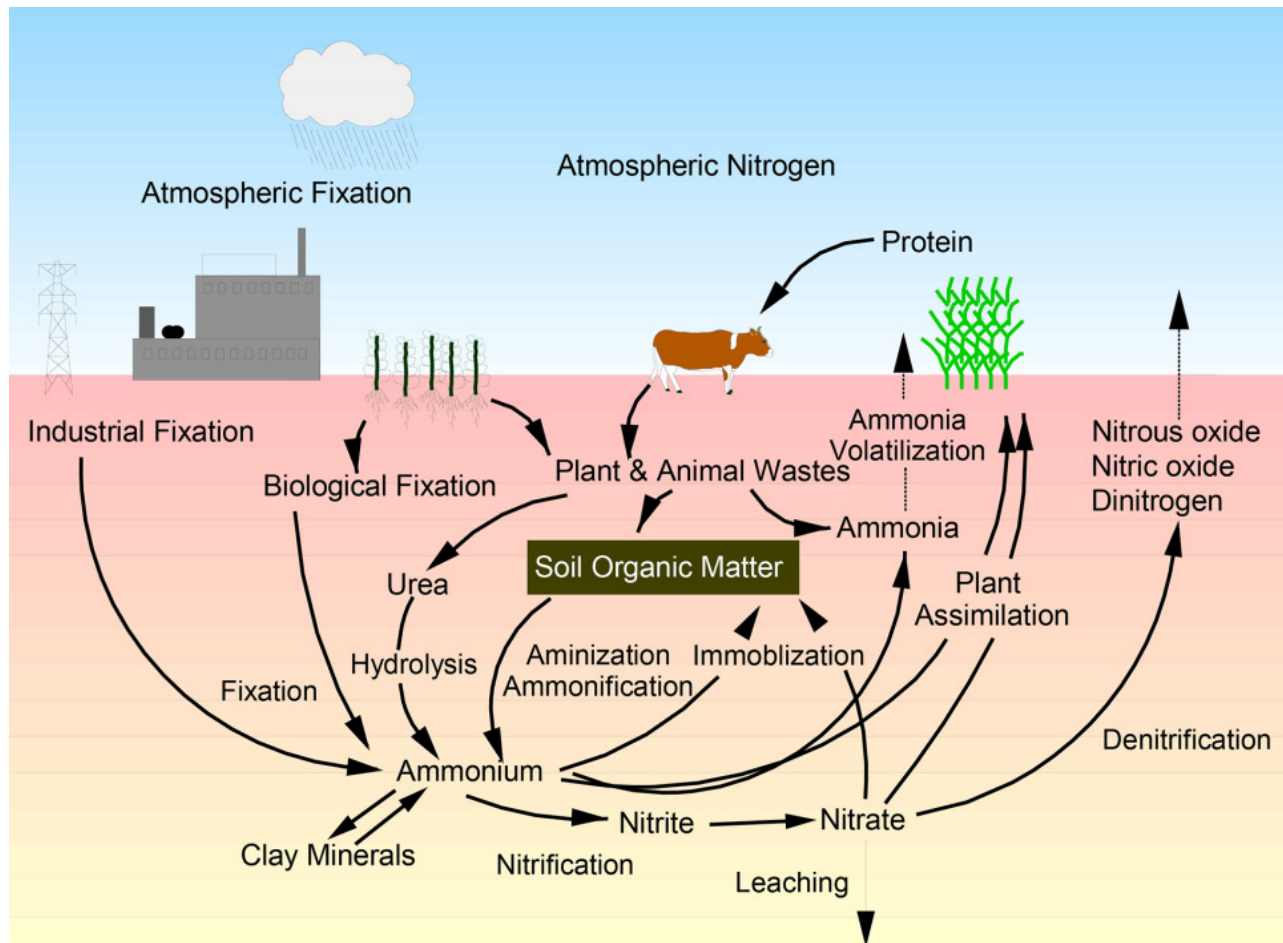 Atmospheric Nitrogen
Atmospheric Fixation
Protein
Industrial Fixation
Biological Fixation
Plant & Animal Wastes
Ammonia
Volatilization
Nitrous oxide
Nitric oxide
Dinitrogen
Ammonia
Soil Organic Matter
Urea
Plant
Assimilation
Hydrolysis
Aminization
Ammonification
Immoblization
Fixation
Denitrification
Ammonium
Nitrite
Nitrate
Clay Minerals
Nitrification
Leaching